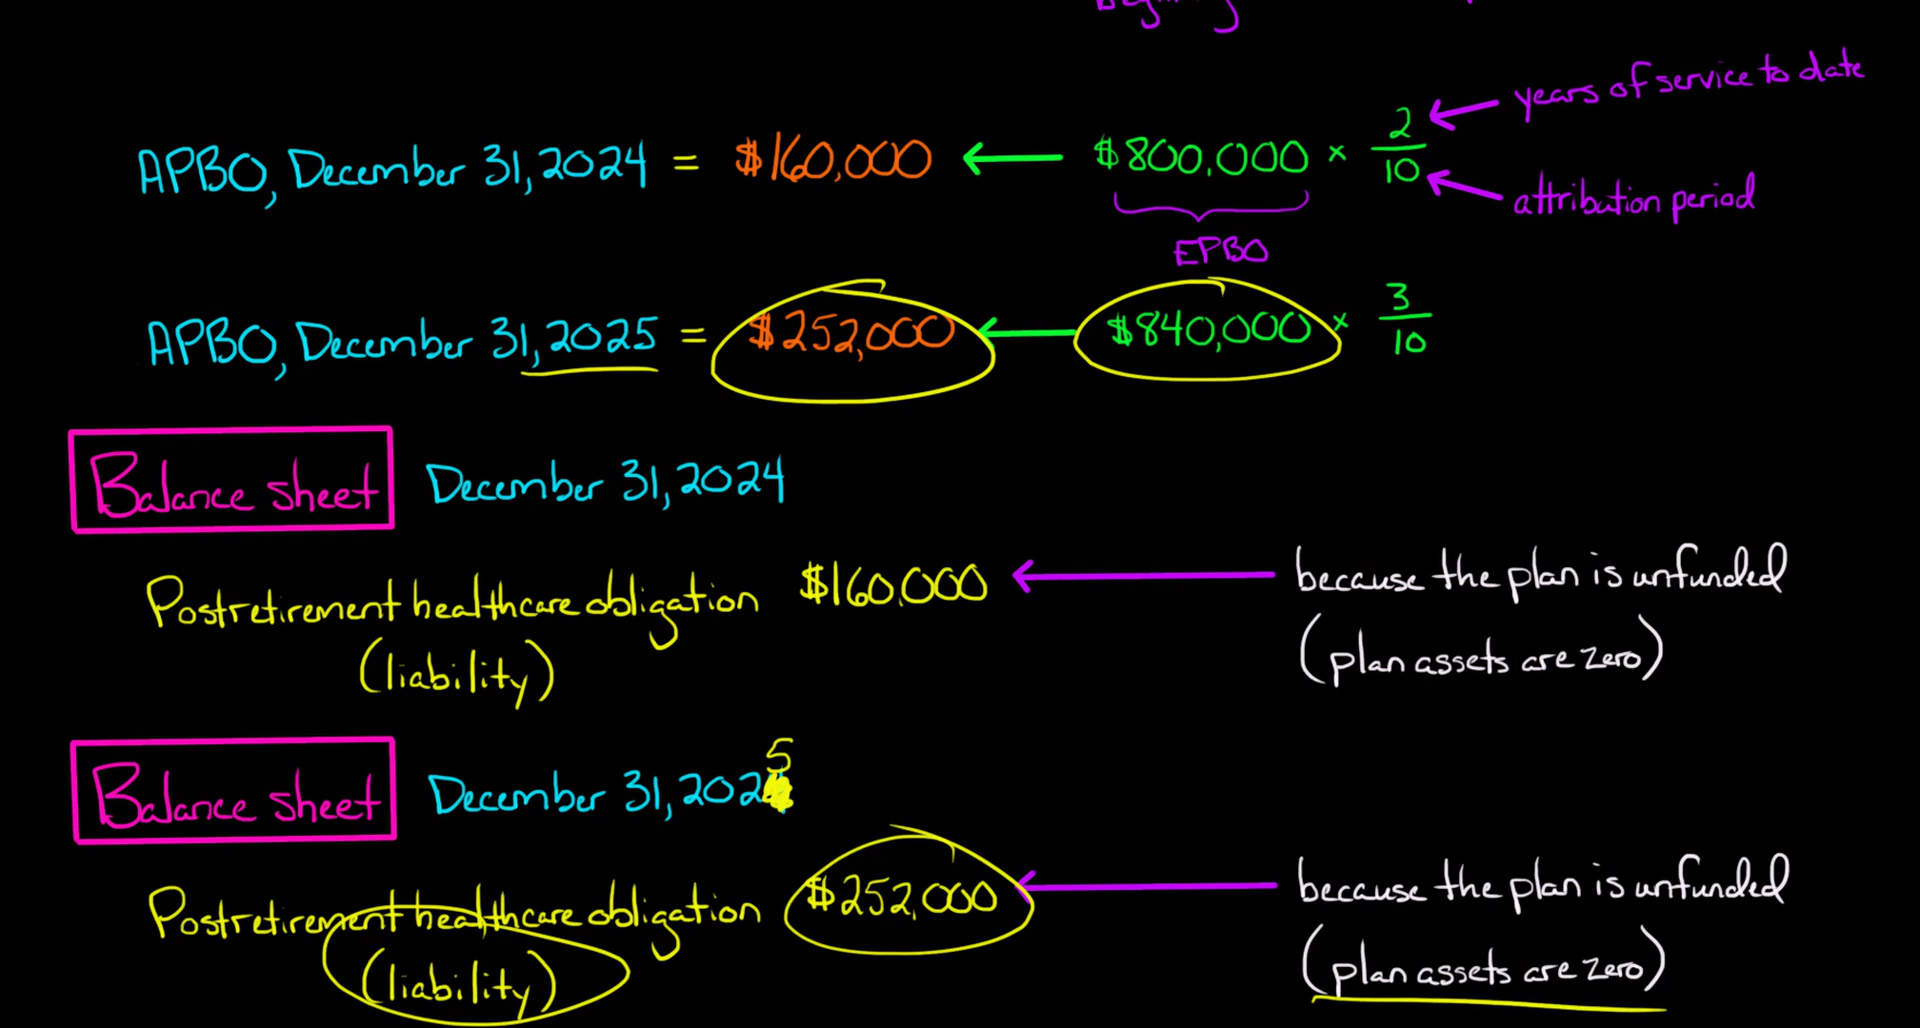 years of service to date
APBO, December 31, 2024 = $160,000 ← $800,000 × 2/10
attribution period
EPBO
APBO, December 31, 2025 = $252,000 ← $840,000 × 3/10
Balance sheet December 31, 2024
Postretirement healthcare obligation $160,000 ← because the plan is unfunded
(liability) (plan assets are zero)
Balance sheet December 31, 2025
Postretirement healthcare obligation $252,000 ← because the plan is unfunded
(liability) (plan assets are zero)